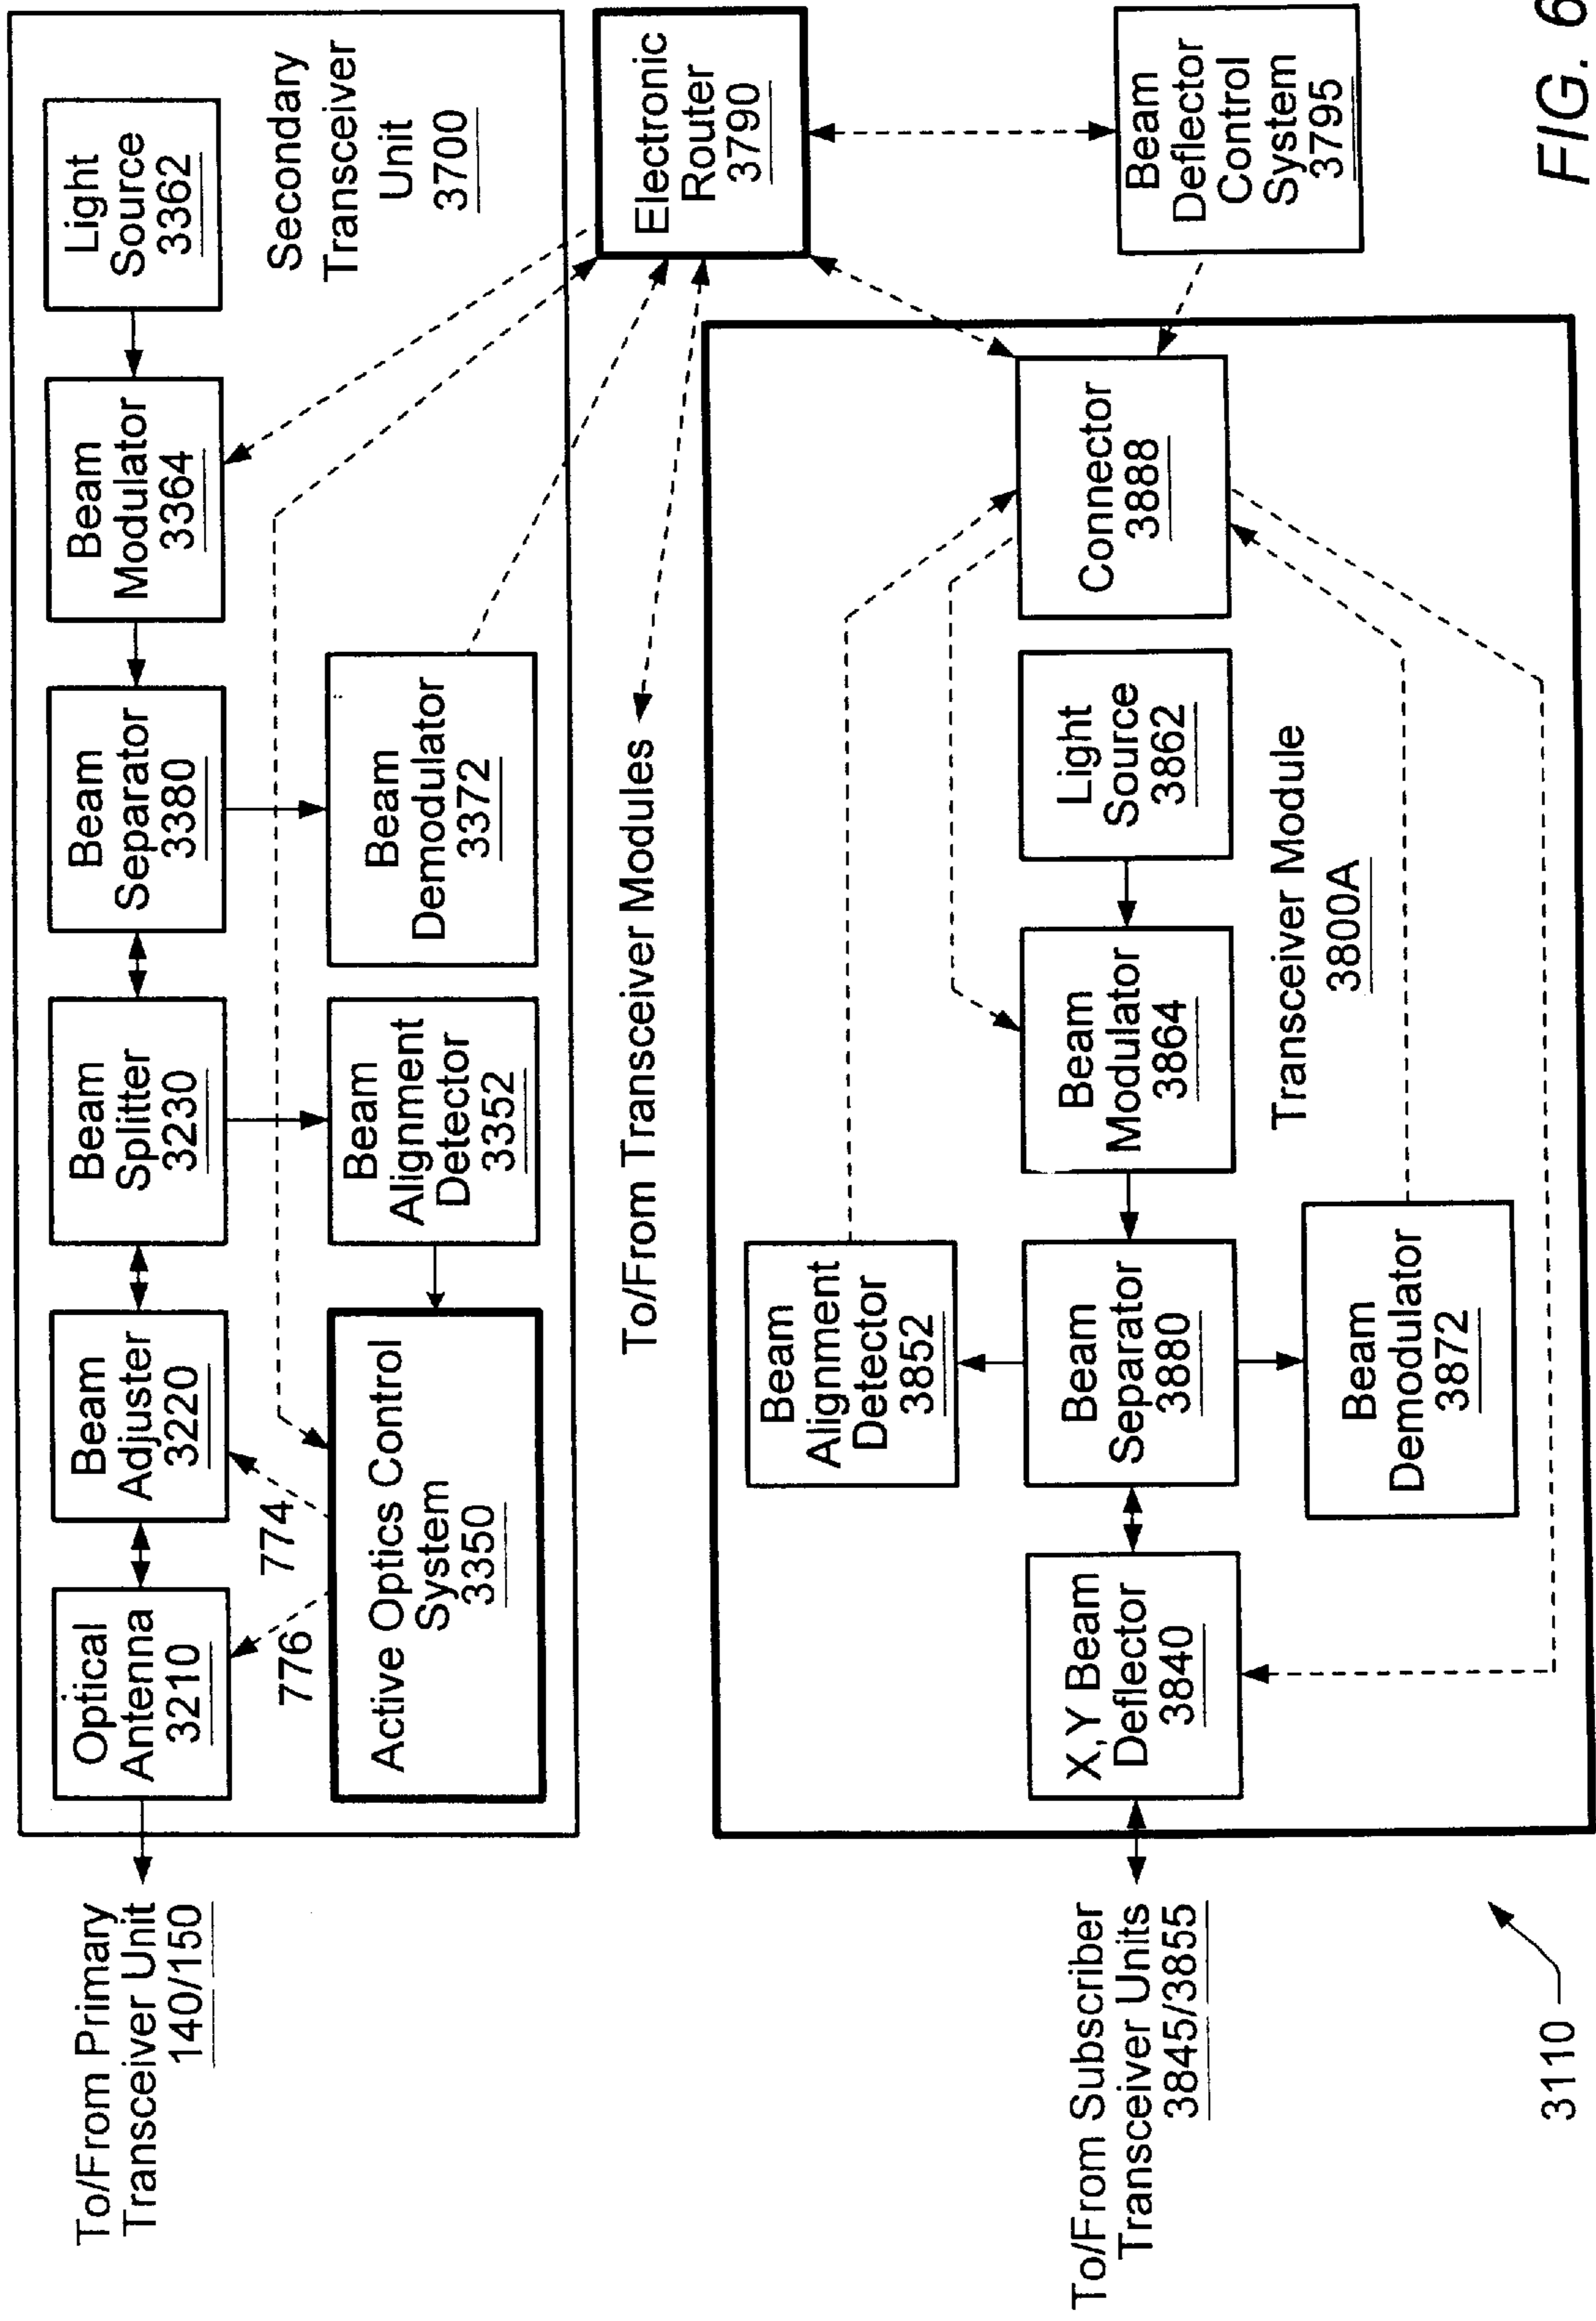 To/From Primary
Transceiver Unit
140/150
Optical
Antenna
3210
Beam
Adjuster
3220
Beam
Splitter
3230
Beam
Separator
3380
Beam
Modulator
3364
Light
Source
3362
776
774
Active Optics Control
System
3350
Beam
Alignment
Detector
3352
Beam
Demodulator
3372
Secondary
Transceiver
Unit
3700
To/From Transceiver Modules
Electronic
Router
3790
Beam
Deflector
Control
System
3795
To/From Subscriber
Transceiver Units
3845/3855
X,Y Beam
Deflector
3840
Beam
Alignment
Detector
3852
Beam
Separator
3880
Beam
Demodulator
3872
Beam
Modulator
3864
Light
Source
3862
Connector
3888
Transceiver Module
3800A
3110
FIG. 6